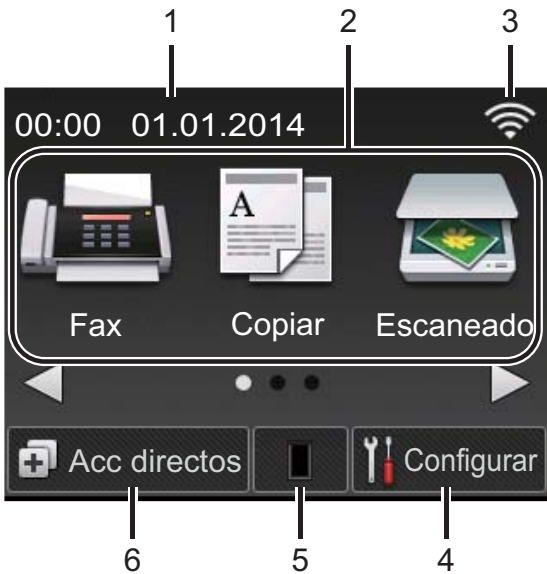 1 2 3
00:00 01.01.2014
A
Fax Copiar Escaneado
Acc directos Configurar
6 5 4